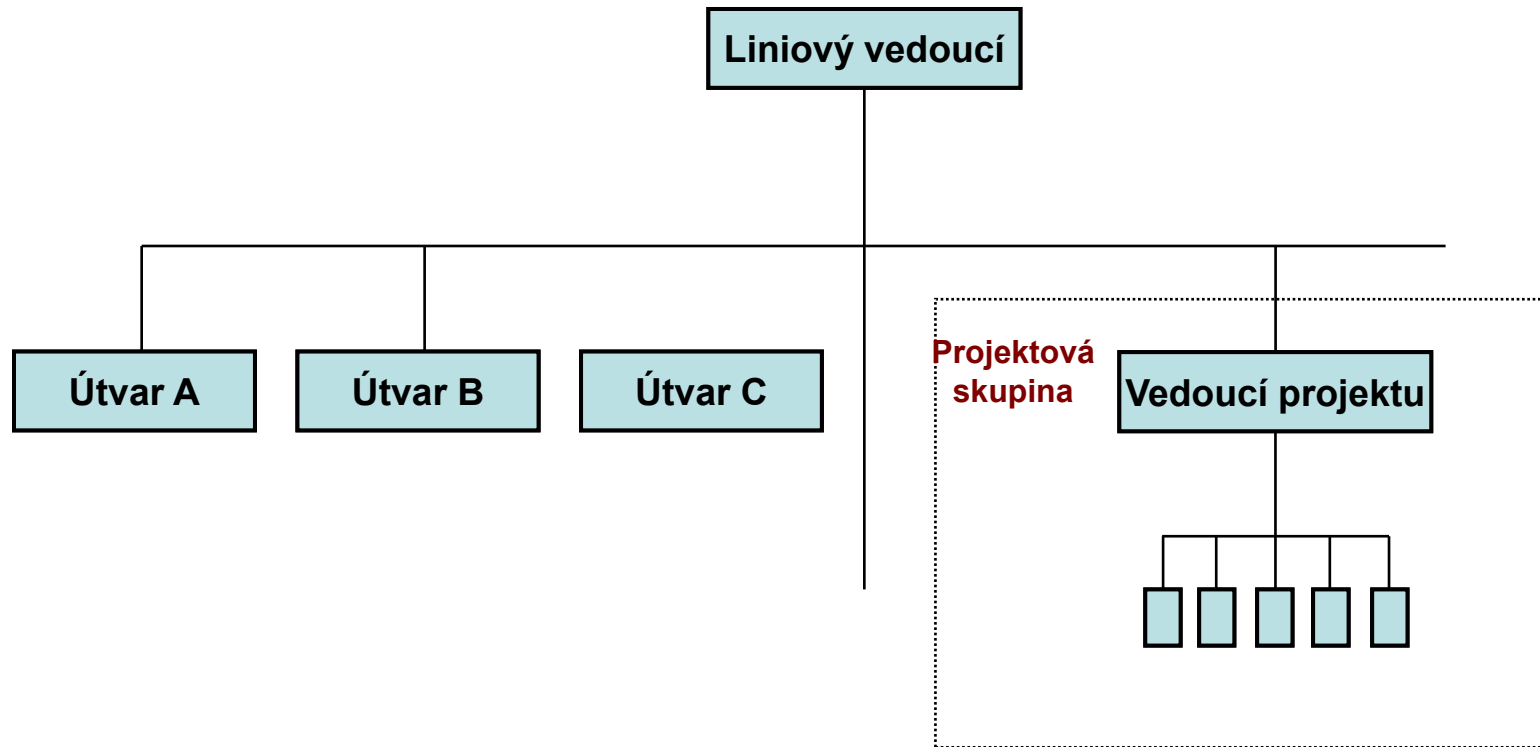 Liniový vedoucí
Útvar A
Útvar B
Útvar C
Projektová
skupina
Vedoucí projektu